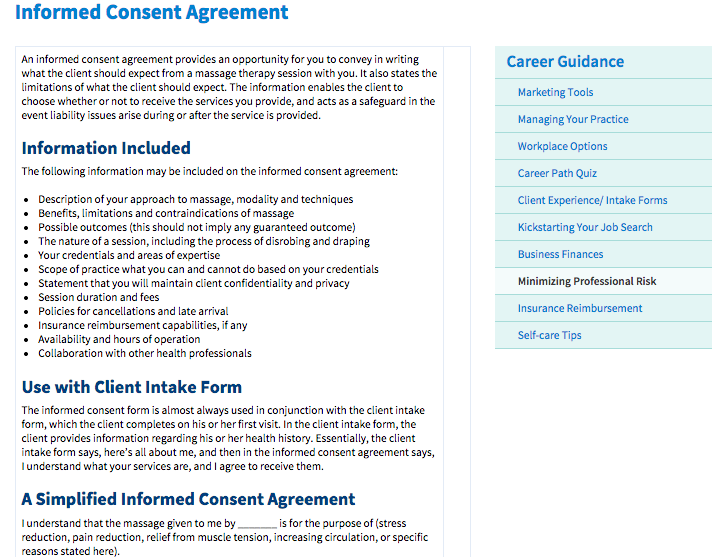 Informed Consent Agreement
An informed consent agreement provides an opportunity for you to convey in writing
what the client should expect from a massage therapy session with you. It also states the
limitations of what the client should expect. The information enables the client to
choose whether or not to receive the services you provide, and acts as a safeguard in the
event liability issues arise during or after the service is provided.
Information Included
The following information may be included on the informed consent agreement:
• Description of your approach to massage, modality and techniques
• Benefits, limitations and contraindications of massage
• Possible outcomes (this should not imply any guaranteed outcome)
• The nature of a session, including the process of disrobing and draping
• Your credentials and areas of expertise
• Scope of practice what you can and cannot do based on your credentials
• Statement that you will maintain client confidentiality and privacy
• Session duration and fees
• Policies for cancellations and late arrival
• Insurance reimbursement capabilities, if any
• Availability and hours of operation
• Collaboration with other health professionals
Use with Client Intake Form
The informed consent form is almost always used in conjunction with the client intake
form, which the client completes on his or her first visit. In the client intake form, the
client provides information regarding his or her health history. Essentially, the client
intake form says, here's all about me, and then in the informed consent agreement says,
I understand what your services are, and I agree to receive them.
A Simplified Informed Consent Agreement
I understand that the massage given to me by _______ is for the purpose of (stress
reduction, pain reduction, relief from muscle tension, increasing circulation, or specific
reasons stated here).
Career Guidance
Marketing Tools
Managing Your Practice
Workplace Options
Career Path Quiz
Client Experience/ Intake Forms
Kickstarting Your Job Search
Business Finances
Minimizing Professional Risk
Insurance Reimbursement
Self-care Tips